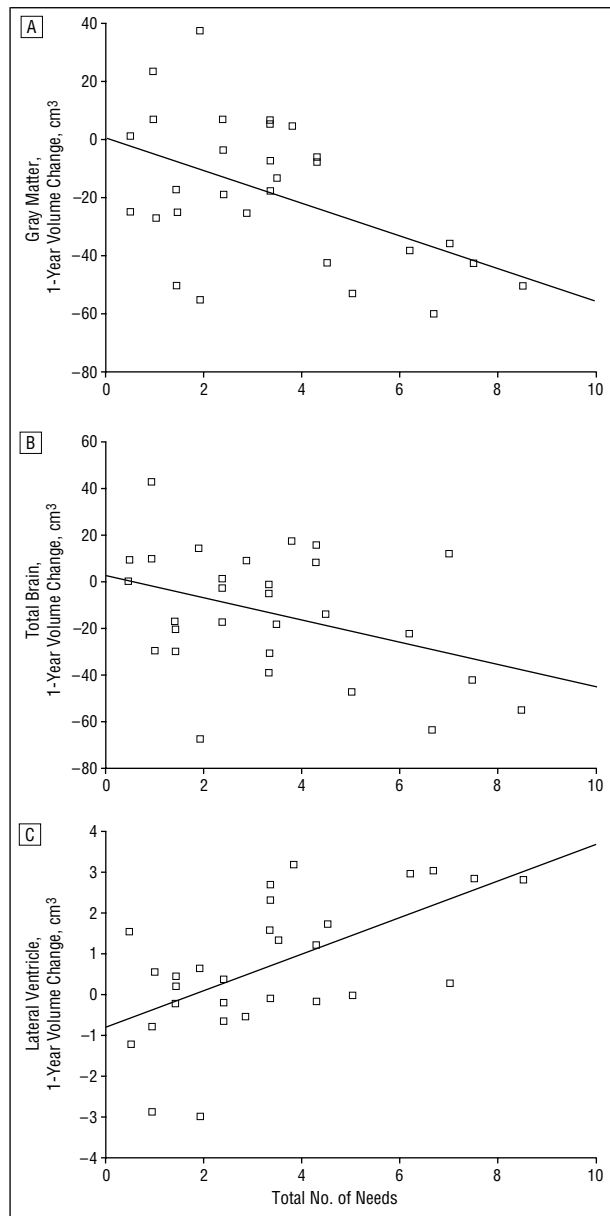 A
40
20
0
−20
−40
−60
−80
Gray Matter,
1-Year Volume Change, cm³
0 2 4 6 8 10
B
60
40
20
0
−20
−40
−60
−80
Total Brain,
1-Year Volume Change, cm³
0 2 4 6 8 10
C
4
3
2
1
0
−1
−2
−3
−4
Lateral Ventricle,
1-Year Volume Change, cm³
0 2 4 6 8 10
Total No. of Needs